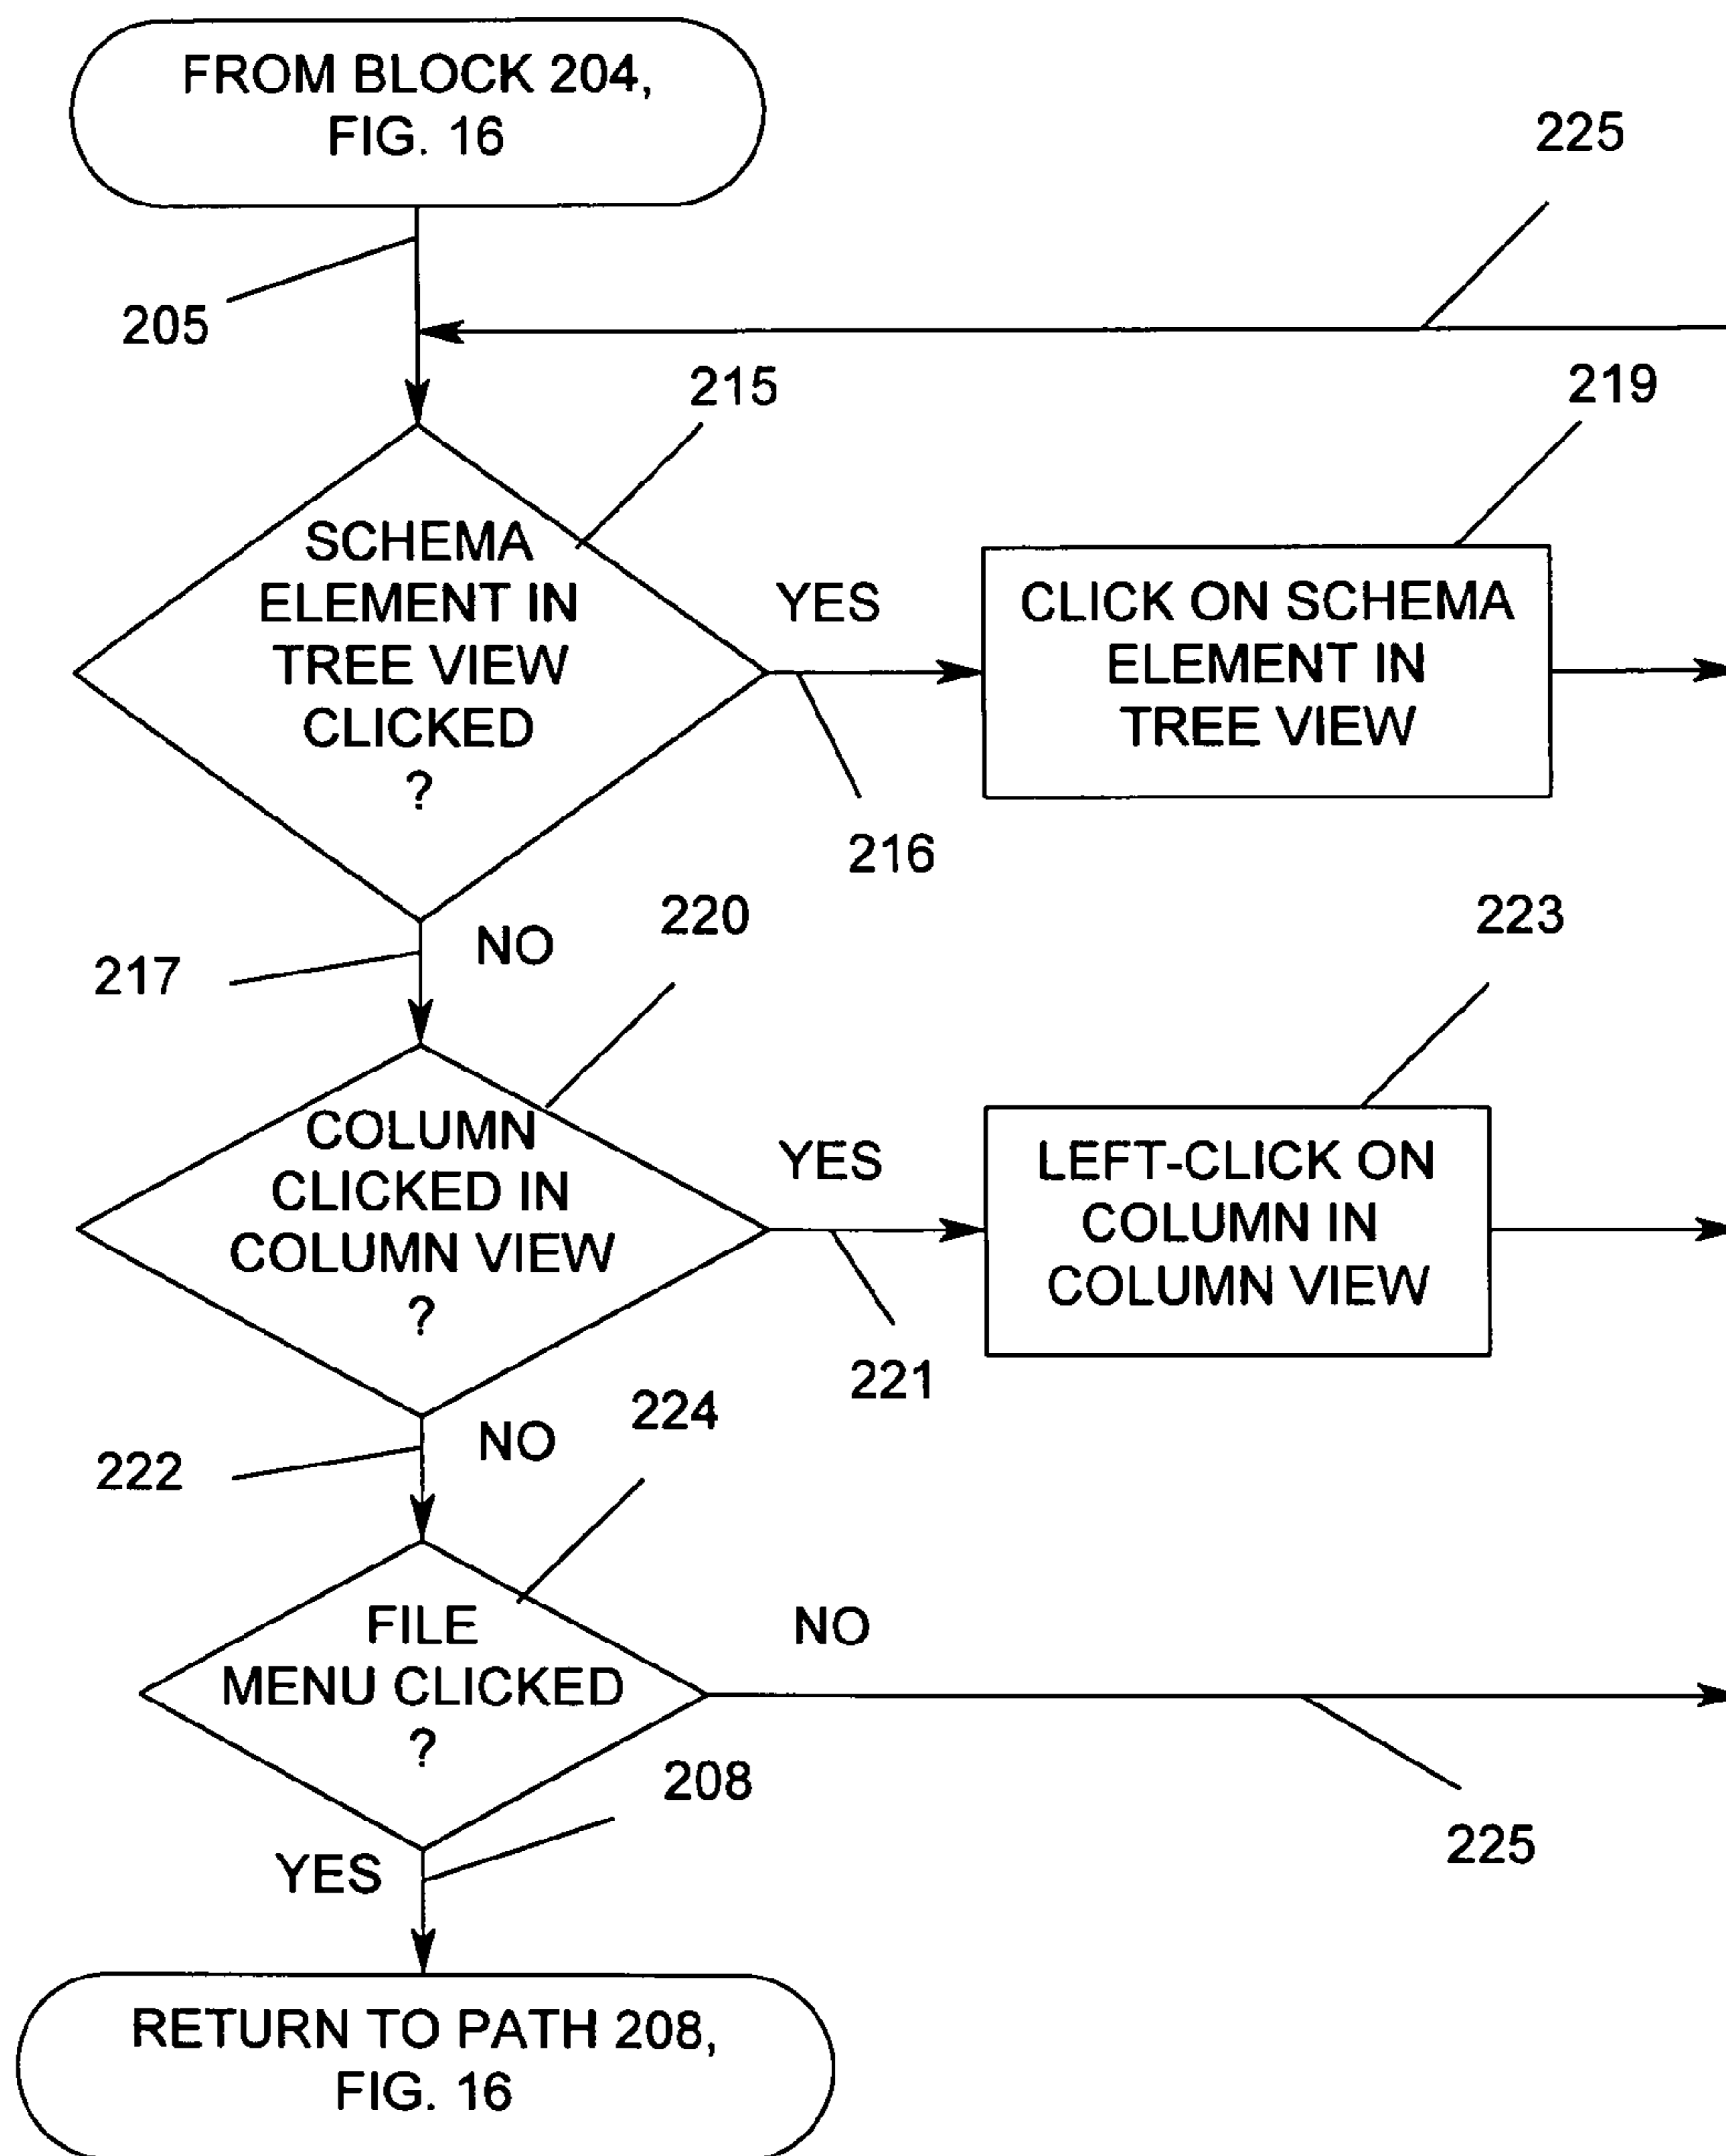 FROM BLOCK 204,
FIG. 16
225
205
215
219
SCHEMA
ELEMENT IN
TREE VIEW
CLICKED
?
YES
CLICK ON SCHEMA
ELEMENT IN
TREE VIEW
216
NO
217
220
223
COLUMN
CLICKED IN
COLUMN VIEW
?
YES
LEFT-CLICK ON
COLUMN IN
COLUMN VIEW
221
NO
222
224
FILE
MENU CLICKED
?
NO
225
208
YES
RETURN TO PATH 208,
FIG. 16